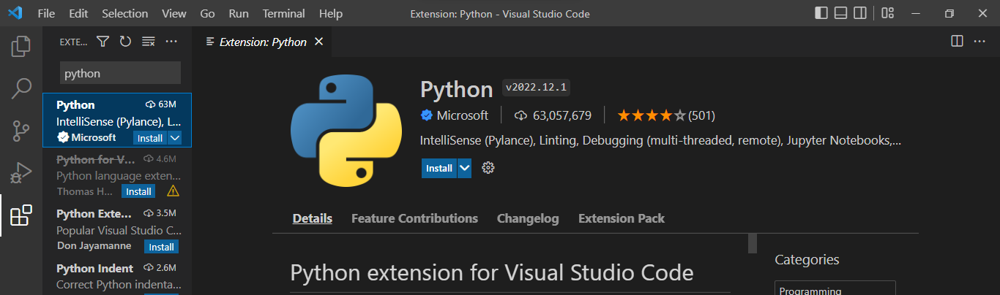 File Edit Selection View Go Run Terminal Help
Extension: Python - Visual Studio Code
EXTE...
Extension: Python
python
Python 63M
IntelliSense (Pylance), L...
Microsoft Install
Python for V... 4.6M
Python language exten...
Thomas H... Install
Python Exte... 3.5M
Popular Visual Studio C...
Don Jayamanne Install
Python Indent 2.6M
Correct Python indenta...
Python v2022.12.1
Microsoft 63,057,679 (501)
IntelliSense (Pylance), Linting, Debugging (multi-threaded, remote), Jupyter Notebooks,...
Install
Details Feature Contributions Changelog Extension Pack
Python extension for Visual Studio Code
Categories
Programming